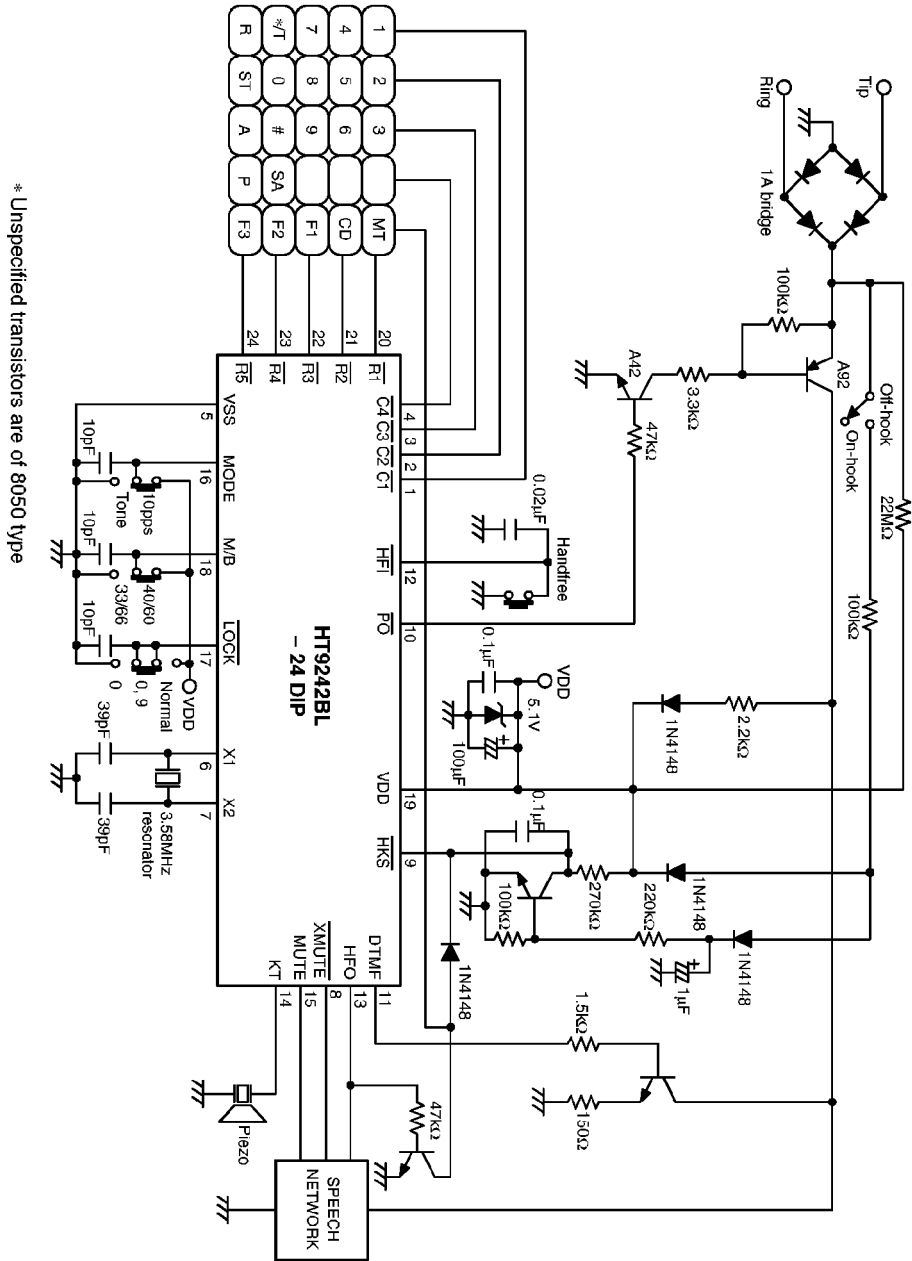 Tip
Ring
1A bridge
100kΩ
A92
Off-hook
On-hook
22MΩ
100kΩ
3.3kΩ
A42
47kΩ
2.2kΩ
1N4148
1N4148
1N4148
220kΩ
270kΩ
100kΩ
1μF
0.1μF
1.5kΩ
150Ω
VDD
5.1V
0.1μF
100μF
Handfree
0.02μF
1N4148
47kΩ
1 2 3 MT
4 5 6 CD
7 8 9 F1
*/T 0 # SA F2
R ST A P F3
20 21 22 23 24
R1 R2 R3 R4 R5
C4 C3 C2 C1
4 3 2 1
HFI
12
PO
10
VDD
19
HKS
9
DTMF
11
HFO
13
XMUTE
8
MUTE
15
KT
14
HT9242BL
– 24 DIP
VSS
5
MODE
16
M/B
18
LOCK
17
X1
6
X2
7
10pF
10pps
Tone
10pF
40/60
33/66
10pF
Normal
0, 9
0
VDD
39pF
39pF
3.58MHz
resonator
Piezo
SPEECH
NETWORK
* Unspecified transistors are of 8050 type